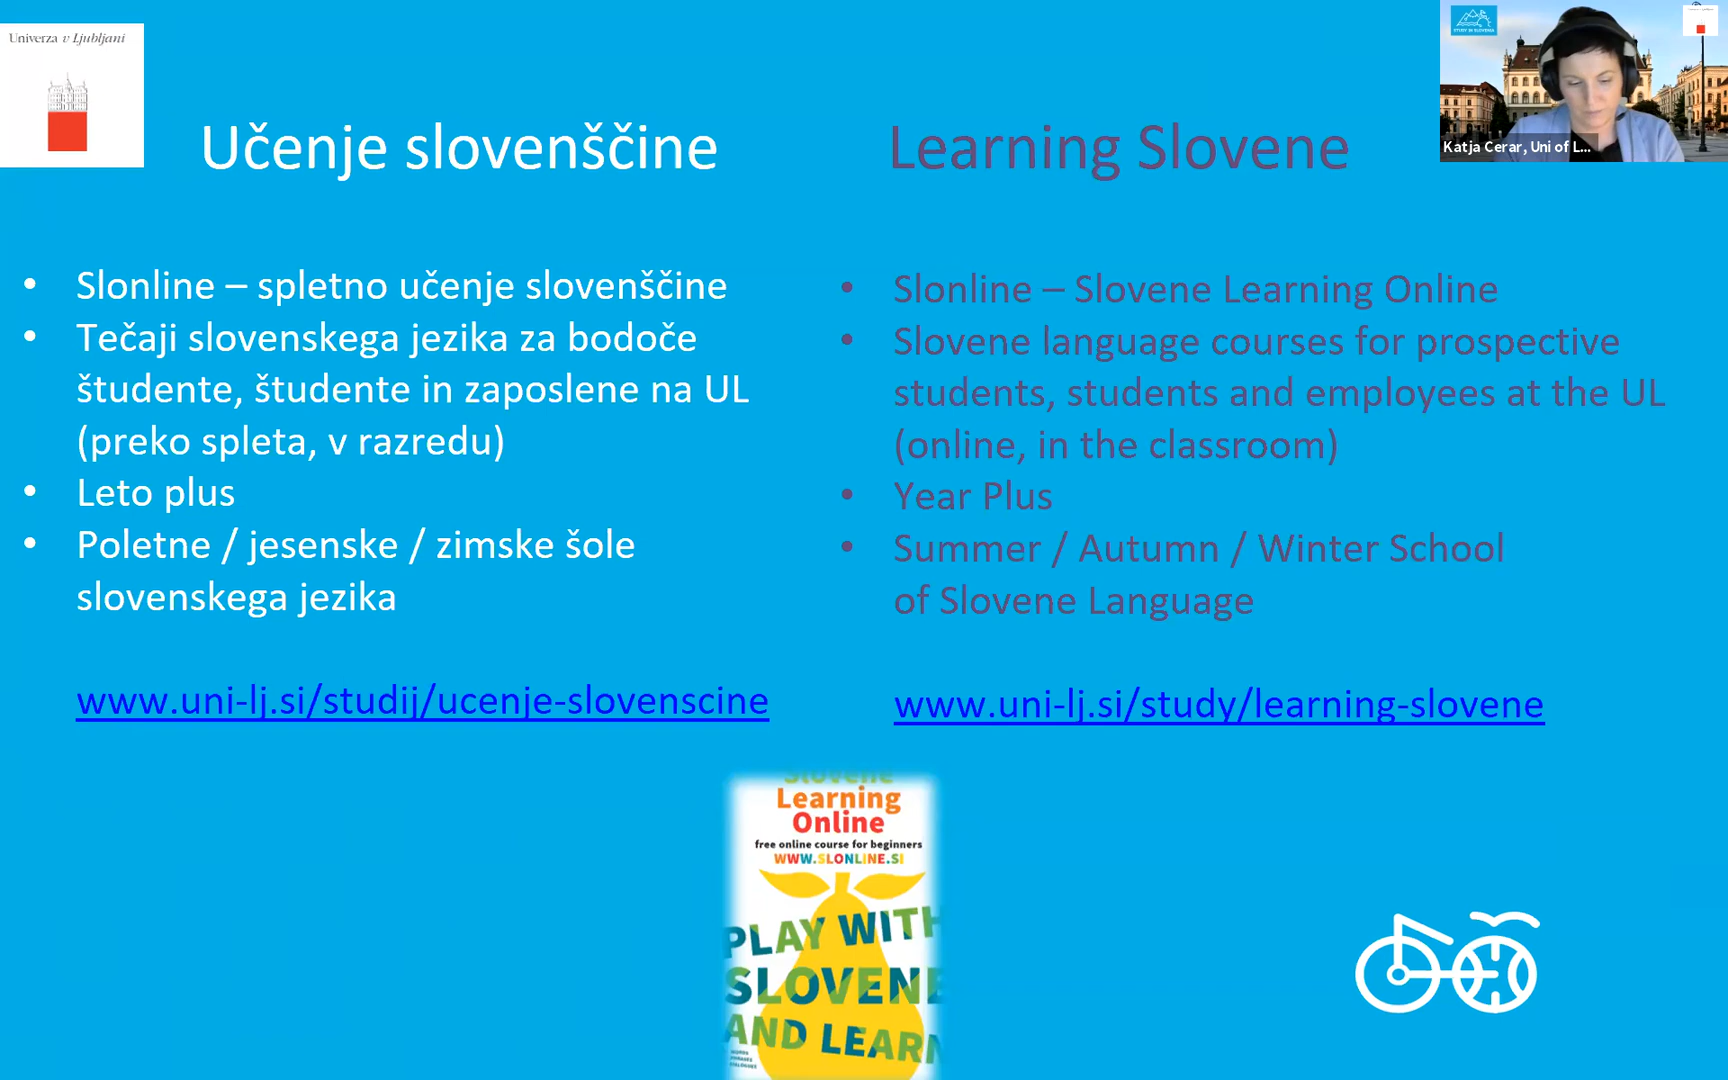 Univerza v Ljubljani
Učenje slovenščine
• Slonline – spletno učenje slovenščine
• Tečaji slovenskega jezika za bodoče
študente, študente in zaposlene na UL
(preko spleta, v razredu)
• Leto plus
• Poletne / jesenske / zimske šole
slovenskega jezika
www.uni-lj.si/studij/ucenje-slovenscine
Learning Slovene
• Slonline – Slovene Learning Online
• Slovene language courses for prospective
students, students and employees at the UL
(online, in the classroom)
• Year Plus
• Summer / Autumn / Winter School
of Slovene Language
www.uni-lj.si/study/learning-slovene
STUDY IN SLOVENIA
Katja Cerar, Uni of L...
Slovene
Learning
Online
free online course for beginners
WWW.SLONLINE.SI
PLAY WITH
SLOVENE
AND LEARN